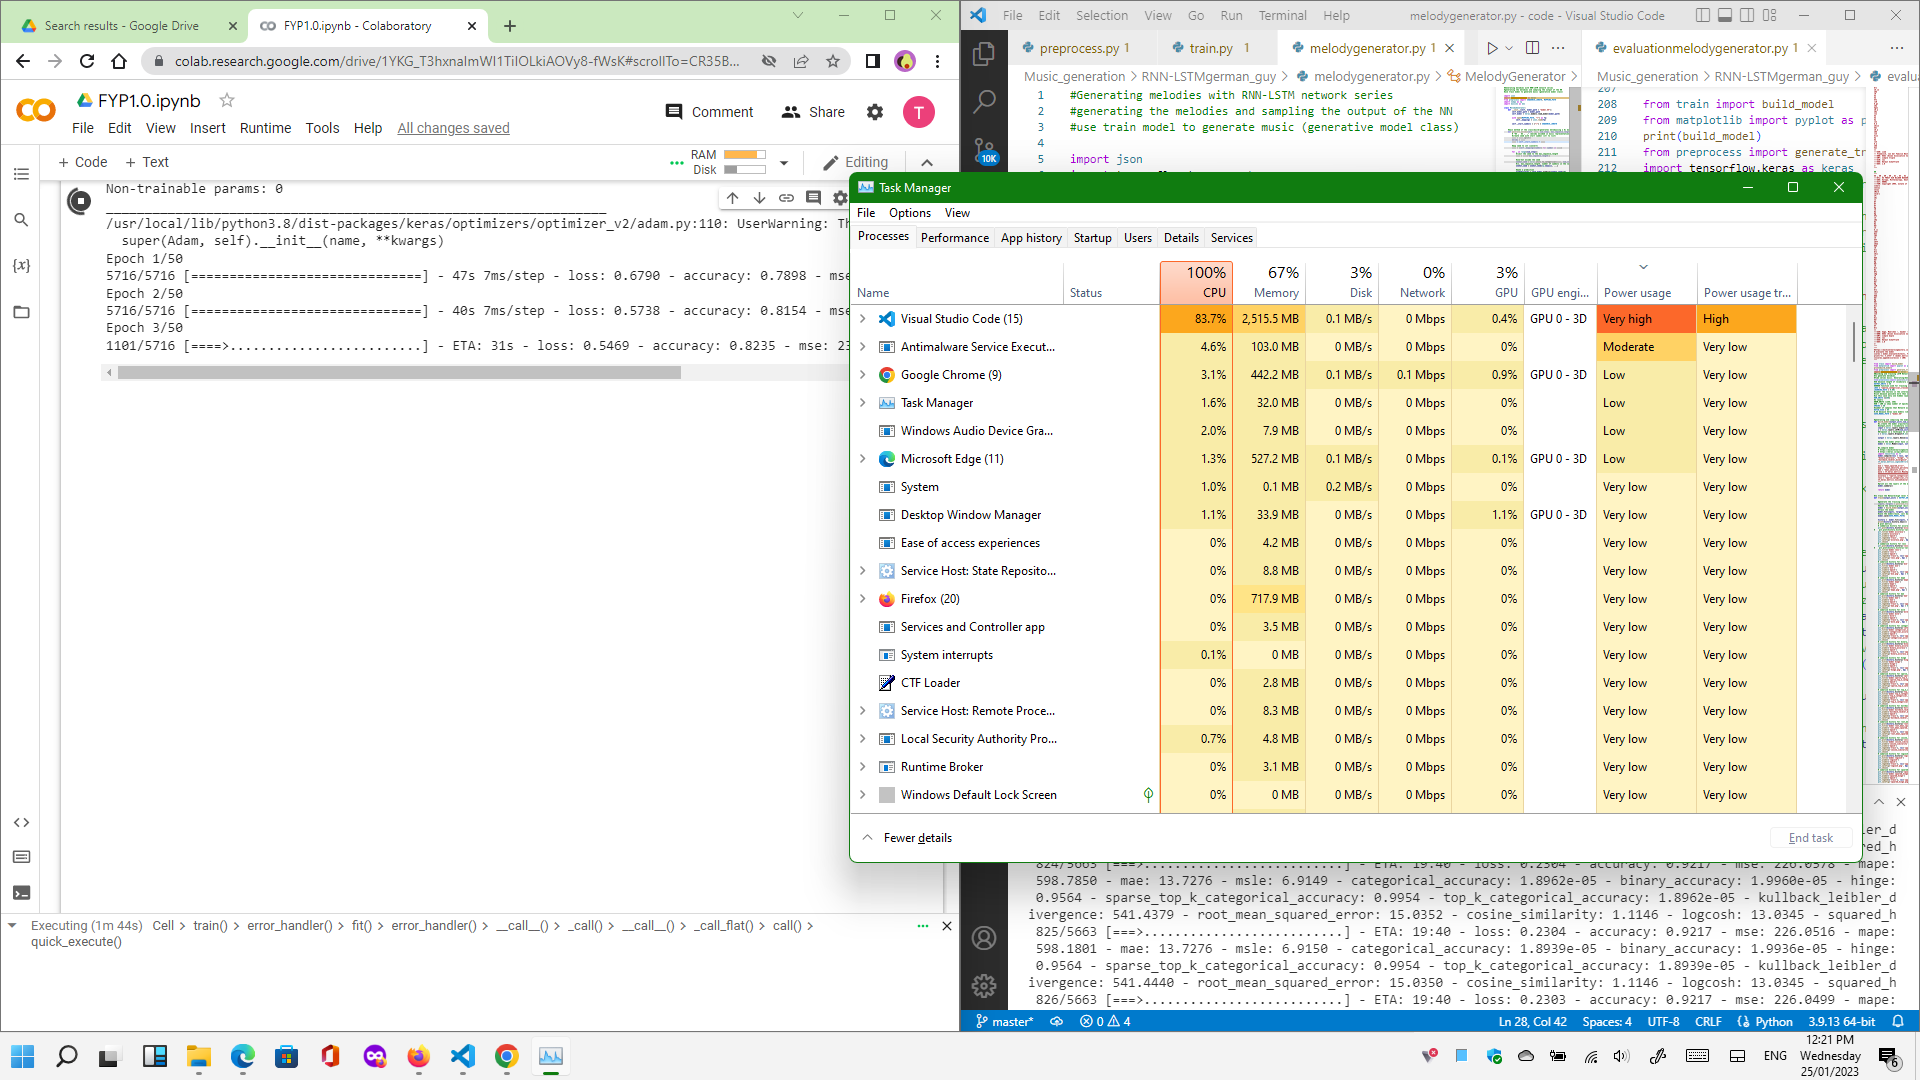 Search results - Google Drive
FYP1.0.ipynb - Colaboratory
colab.research.google.com/drive/1YKG_T3hxnaImWI1TiIOLkiAOVy8-fWsK#scrollTo=CR35B...
FYP1.0.ipynb
File Edit View Insert Runtime Tools Help All changes saved
Comment Share T
+ Code + Text
RAM
Disk
Editing
Non-trainable params: 0
/usr/local/lib/python3.8/dist-packages/keras/optimizers/optimizer_v2/adam.py:110: UserWarning: Th
super(Adam, self).__init__(name, **kwargs)
Epoch 1/50
5716/5716 [==============================] - 47s 7ms/step - loss: 0.6790 - accuracy: 0.7898 - mse
Epoch 2/50
5716/5716 [==============================] - 40s 7ms/step - loss: 0.5738 - accuracy: 0.8154 - mse
Epoch 3/50
1101/5716 [====>.........................] - ETA: 31s - loss: 0.5469 - accuracy: 0.8235 - mse: 23
Executing (1m 44s) Cell > train() > error_handler() > fit() > error_handler() > __call__() > _call() > __call__() > _call_flat() > call() >
quick_execute()
File Edit Selection View Go Run Terminal Help
melodygenerator.py - code - Visual Studio Code
preprocess.py 1
train.py 1
melodygenerator.py 1
evaluationmelodygenerator.py 1
Music_generation > RNN-LSTMgerman_guy > melodygenerator.py > MelodyGenerator >
Music_generation > RNN-LSTMgerman_guy > evalua
10K
1 #Generating melodies with RNN-LSTM network series
2 #generating the melodies and sampling the output of the NN
3 #use train model to generate music (generative model class)
4
5 import json
207
208 from train import build_model
209 from matplotlib import pyplot as p
210 print(build_model)
211 from preprocess import generate_tr
212 import tensorflow.keras as keras
Task Manager
File Options View
Processes Performance App history Startup Users Details Services
100% 67% 3% 0% 3%
Name Status CPU Memory Disk Network GPU GPU engi... Power usage Power usage tr...
Visual Studio Code (15) 83.7% 2,515.5 MB 0.1 MB/s 0 Mbps 0.4% GPU 0 - 3D Very high High
Antimalware Service Execut... 4.6% 103.0 MB 0 MB/s 0 Mbps 0% Moderate Very low
Google Chrome (9) 3.1% 442.2 MB 0.1 MB/s 0.1 Mbps 0.9% GPU 0 - 3D Low Very low
Task Manager 1.6% 32.0 MB 0 MB/s 0 Mbps 0% Low Very low
Windows Audio Device Gra... 2.0% 7.9 MB 0 MB/s 0 Mbps 0% Low Very low
Microsoft Edge (11) 1.3% 527.2 MB 0.1 MB/s 0 Mbps 0.1% GPU 0 - 3D Low Very low
System 1.0% 0.1 MB 0.2 MB/s 0 Mbps 0% Very low Very low
Desktop Window Manager 1.1% 33.9 MB 0 MB/s 0 Mbps 1.1% GPU 0 - 3D Very low Very low
Ease of access experiences 0% 4.2 MB 0 MB/s 0 Mbps 0% Very low Very low
Service Host: State Reposito... 0% 8.8 MB 0 MB/s 0 Mbps 0% Very low Very low
Firefox (20) 0% 717.9 MB 0 MB/s 0 Mbps 0% Very low Very low
Services and Controller app 0% 3.5 MB 0 MB/s 0 Mbps 0% Very low Very low
System interrupts 0.1% 0 MB 0 MB/s 0 Mbps 0% Very low Very low
CTF Loader 0% 2.8 MB 0 MB/s 0 Mbps 0% Very low Very low
Service Host: Remote Proce... 0% 8.3 MB 0 MB/s 0 Mbps 0% Very low Very low
Local Security Authority Pro... 0.7% 4.8 MB 0 MB/s 0 Mbps 0% Very low Very low
Runtime Broker 0% 3.1 MB 0 MB/s 0 Mbps 0% Very low Very low
Windows Default Lock Screen 0% 0 MB 0 MB/s 0 Mbps 0% Very low Very low
Fewer details
End task
ler_d
red_h
824/5663 [===>..........................] - ETA: 19:40 - loss: 0.2304 - accuracy: 0.9217 - mse: 226.0578 - mape:
598.7850 - mae: 13.7276 - msle: 6.9149 - categorical_accuracy: 1.8962e-05 - binary_accuracy: 1.9960e-05 - hinge:
0.9564 - sparse_top_k_categorical_accuracy: 0.9954 - top_k_categorical_accuracy: 1.8962e-05 - kullback_leibler_d
ivergence: 541.4379 - root_mean_squared_error: 15.0352 - cosine_similarity: 1.1146 - logcosh: 13.0345 - squared_h
825/5663 [===>..........................] - ETA: 19:40 - loss: 0.2304 - accuracy: 0.9217 - mse: 226.0516 - mape:
598.1801 - mae: 13.7276 - msle: 6.9150 - categorical_accuracy: 1.8939e-05 - binary_accuracy: 1.9936e-05 - hinge:
0.9564 - sparse_top_k_categorical_accuracy: 0.9954 - top_k_categorical_accuracy: 1.8939e-05 - kullback_leibler_d
ivergence: 541.4440 - root_mean_squared_error: 15.0350 - cosine_similarity: 1.1146 - logcosh: 13.0345 - squared_h
826/5663 [===>..........................] - ETA: 19:40 - loss: 0.2303 - accuracy: 0.9217 - mse: 226.0499 - mape:
master* 0 4 Ln 28, Col 42 Spaces: 4 UTF-8 CRLF Python 3.9.13 64-bit
ENG
12:21 PM
Wednesday
25/01/2023
6